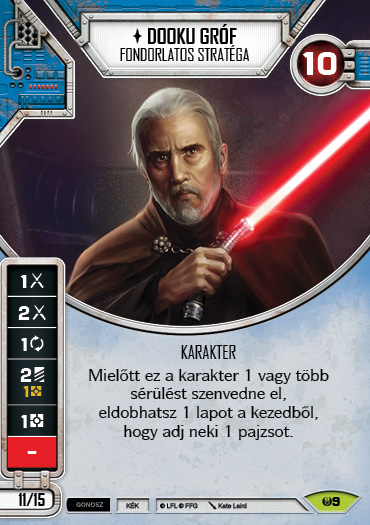 DOOKU GRÓF
FONDORLATOS STRATÉGA
10
1
2
1
2
1
1
-
11/15
KARAKTER
Mielőtt ez a karakter 1 vagy több
sérülést szenvedne el,
eldobhatsz 1 lapot a kezedből,
hogy adj neki 1 pajzsot.
GONOSZ
KÉK
© LFL © FFG
Kate Laird
9